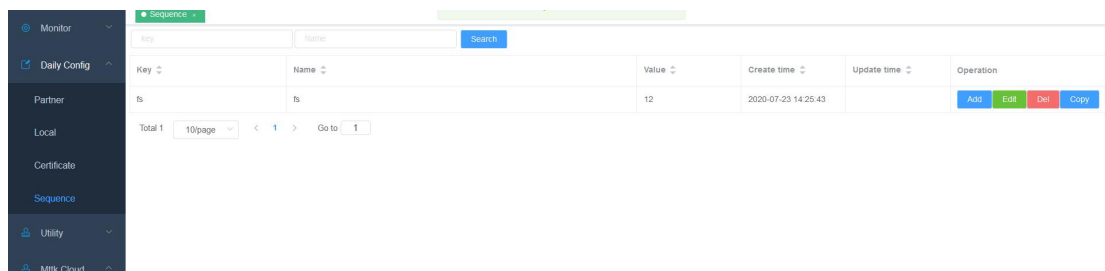 Sequence ×
Monitor
key
Name
Search
Daily Config
Key
Name
Value
Create time
Update time
Operation
Partner
fs
fs
12
2020-07-23 14:25:43
Add
Edit
Del
Copy
Local
Total 1
10/page
< 1 >
Go to 1
Certificate
Sequence
Utility
Mttk Cloud